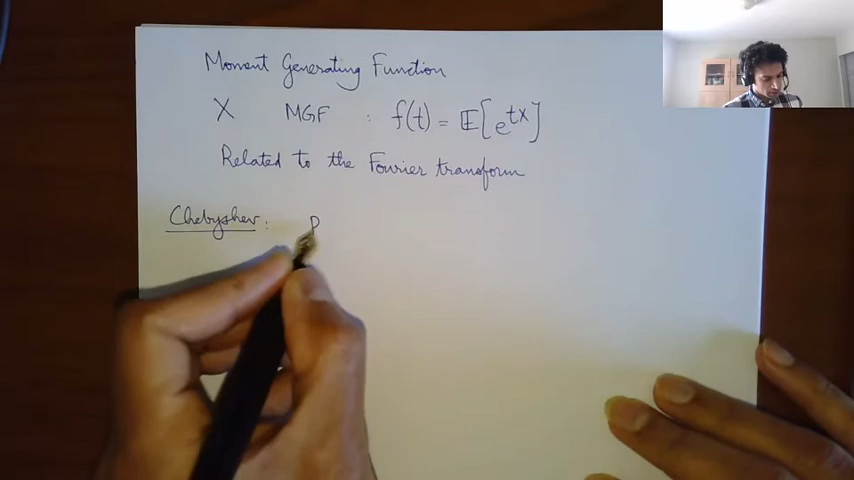 Moment Generating Function
X MGF : f(t) = 𝔼[e^{tX}]
Related to the Fourier transform
Chebyshev: P